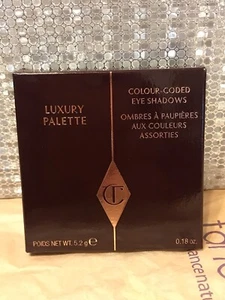 LUXURY
PALETTE
COLOUR-CODED
EYE SHADOWS
OMBRES À PAUPIÈRES
AUX COULEURS
ASSORTIES
CT
POIDS NET WT. 5.2 g ℮
0.18 oz.